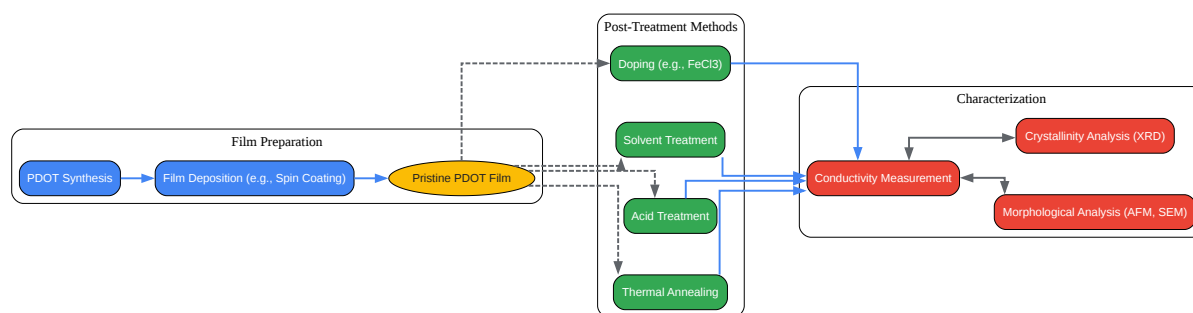 Film Preparation
PDOT Synthesis
Film Deposition (e.g., Spin Coating)
Pristine PDOT Film
Post-Treatment Methods
Doping (e.g., FeCl3)
Solvent Treatment
Acid Treatment
Thermal Annealing
Characterization
Crystallinity Analysis (XRD)
Conductivity Measurement
Morphological Analysis (AFM, SEM)